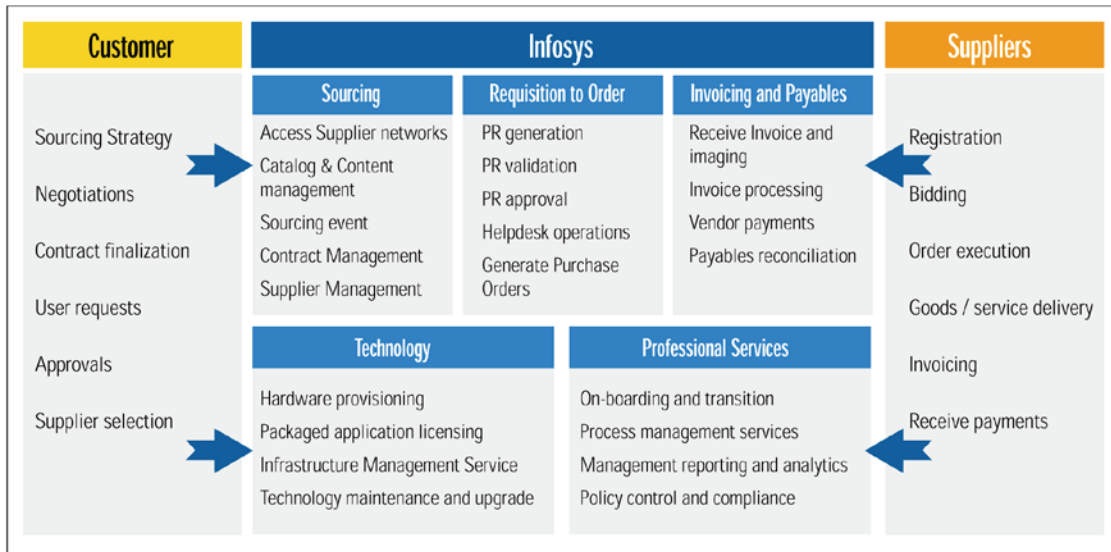 Customer
Sourcing Strategy
Negotiations
Contract finalization
User requests
Approvals
Supplier selection
Infosys
Sourcing
Access Supplier networks
Catalog & Content
management
Sourcing event
Contract Management
Supplier Management
Requisition to Order
PR generation
PR validation
PR approval
Helpdesk operations
Generate Purchase
Orders
Invoicing and Payables
Receive Invoice and
imaging
Invoice processing
Vendor payments
Payables reconciliation
Technology
Hardware provisioning
Packaged application licensing
Infrastructure Management Service
Technology maintenance and upgrade
Professional Services
On-boarding and transition
Process management services
Management reporting and analytics
Policy control and compliance
Suppliers
Registration
Bidding
Order execution
Goods / service delivery
Invoicing
Receive payments